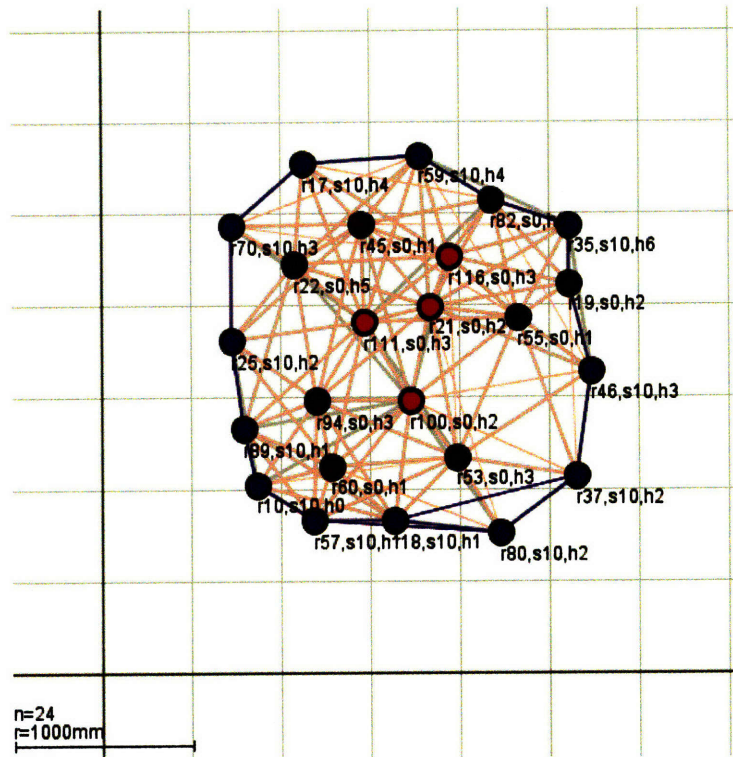 r59,s10,h4
r17,s10,h4
r82,s0,h
r35,s10,h6
r45,s0,h1
r70,s10,h3
r116,s0,h3
r22,s0,h5
r19,s0,h2
r21,s0,h2
r55,s0,h1
r111,s0,h3
r25,s10,h2
r46,s10,h3
r94,s0,h3
r100,s0,h2
r89,s10,h1
r53,s0,h3
r60,s0,h1
r37,s10,h2
r10,s10,h0
r57,s10,h118,s10,h1
r80,s10,h2
n=24
r=1000mm